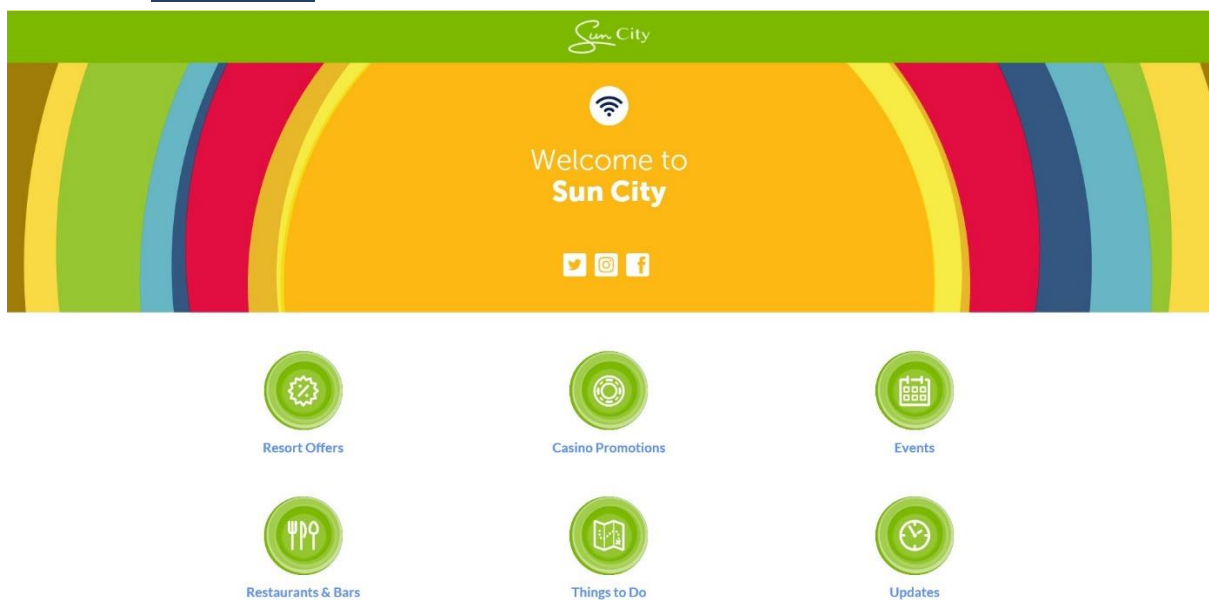 Sun City
Welcome to
Sun City
Resort Offers
Casino Promotions
Events
Restaurants & Bars
Things to Do
Updates